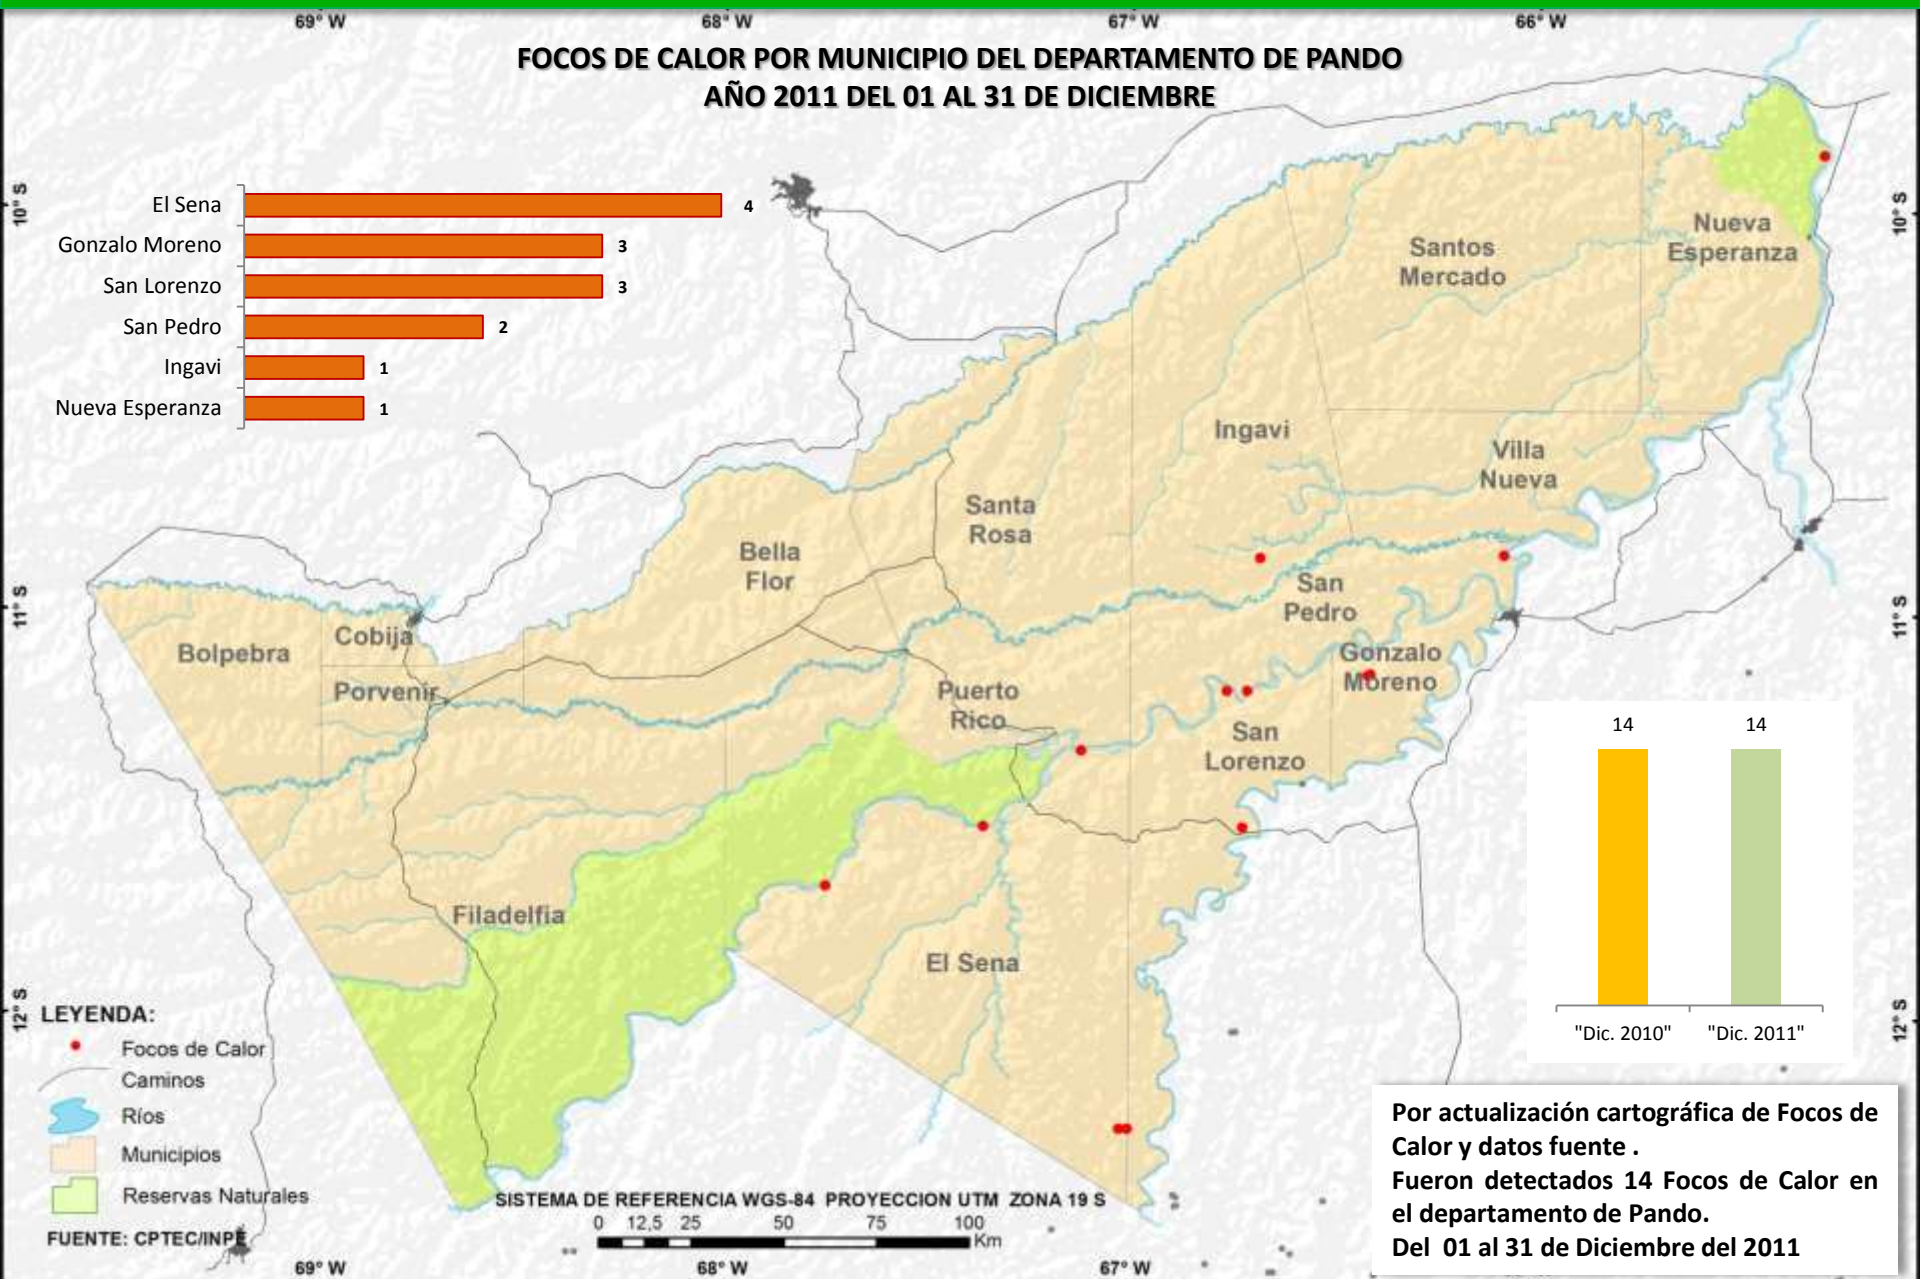 69° W
68° W
67° W
66° W
FOCOS DE CALOR POR MUNICIPIO DEL DEPARTAMENTO DE PANDO
AÑO 2011 DEL 01 AL 31 DE DICIEMBRE
10° S
10° S
El Sena
4
Gonzalo Moreno
3
San Lorenzo
3
San Pedro
2
Ingavi
1
Nueva Esperanza
1
Nueva
Esperanza
Santos
Mercado
Ingavi
Villa
Nueva
Santa
Rosa
Bella
Flor
San
Pedro
11° S
11° S
Cobija
Bolpebra
Porvenir
Gonzalo
Moreno
Puerto
Rico
San
Lorenzo
Filadelfia
El Sena
14
14
"Dic. 2010"
"Dic. 2011"
12° S
12° S
LEYENDA:
Focos de Calor
Caminos
Ríos
Municipios
Reservas Naturales
FUENTE: CPTEC/INPE
SISTEMA DE REFERENCIA WGS-84 PROYECCION UTM ZONA 19 S
0 12,5 25 50 75 100
Km
Por actualización cartográfica de Focos de
Calor y datos fuente .
Fueron detectados 14 Focos de Calor en
el departamento de Pando.
Del 01 al 31 de Diciembre del 2011
69° W
68° W
67° W